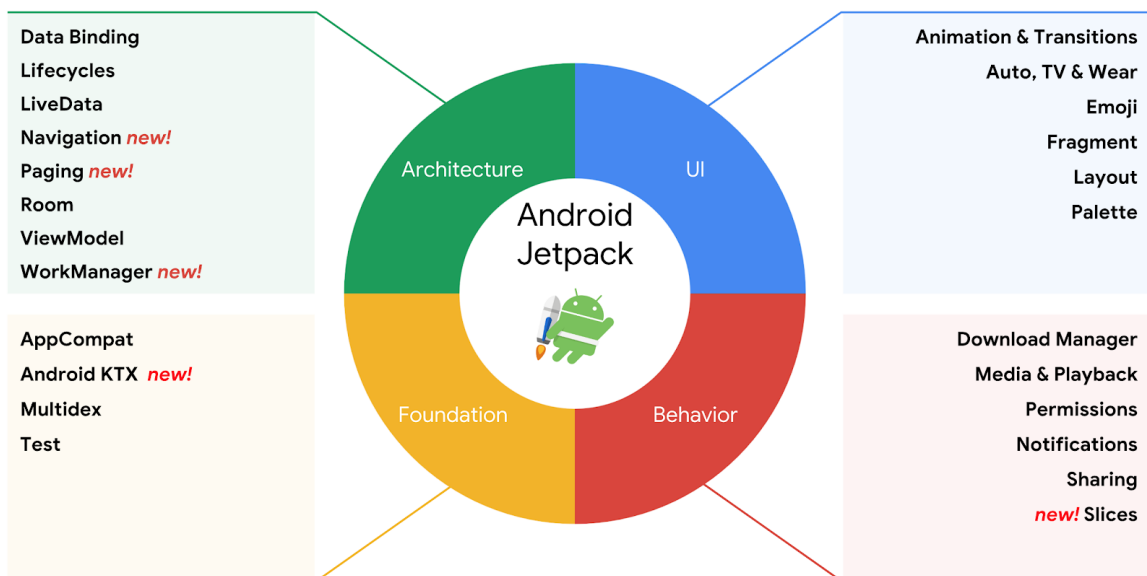 Data Binding
Lifecycles
LiveData
Navigation new!
Paging new!
Room
ViewModel
WorkManager new!
Animation & Transitions
Auto, TV & Wear
Emoji
Fragment
Layout
Palette
Architecture
UI
Android
Jetpack
Foundation
Behavior
AppCompat
Android KTX new!
Multidex
Test
Download Manager
Media & Playback
Permissions
Notifications
Sharing
new! Slices